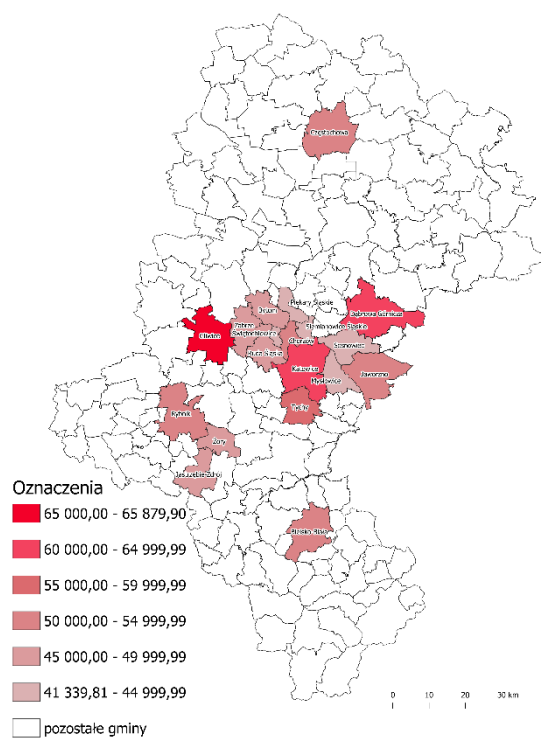 Częstochowa
Piekary Śląskie
Bytom
Dąbrowa Górnicza
Gliwice
Zabrze
Siemianowice Śląskie
Świętochłowice
Chorzów
Sosnowiec
Ruda Śląska
Katowice
Jaworzno
Mysłowice
Tychy
Rybnik
Żory
Jastrzębie-Zdrój
Bielsko-Biała
Oznaczenia
65 000,00 - 65 879,90
60 000,00 - 64 999,99
55 000,00 - 59 999,99
50 000,00 - 54 999,99
45 000,00 - 49 999,99
41 339,81 - 44 999,99
pozostałe gminy
0 10 20 30 km